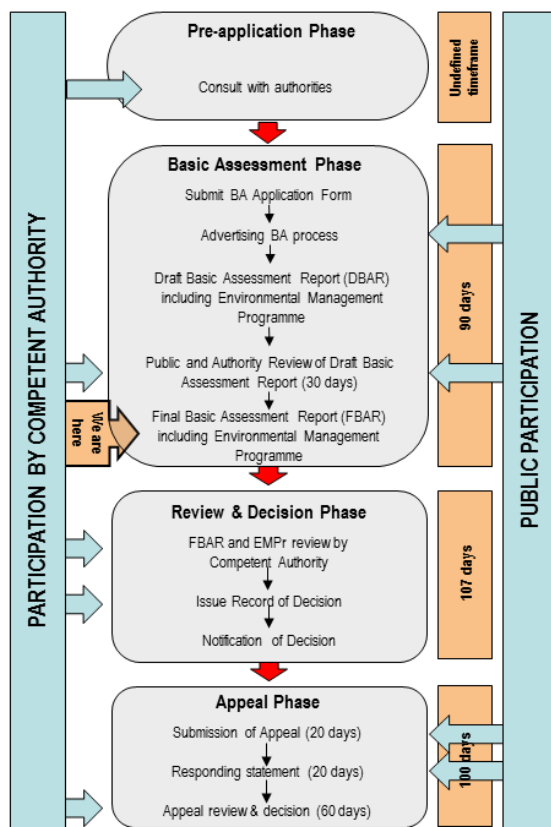 Pre-application Phase
Consult with authorities
Undefined
timeframe
Basic Assessment Phase
Submit BA Application Form
Advertising BA process
Draft Basic Assessment Report (DBAR)
including Environmental Management
Programme
Public and Authority Review of Draft Basic
Assessment Report (30 days)
Final Basic Assessment Report (FBAR)
including Environmental Management
Programme
90 days
We are
here
Review & Decision Phase
FBAR and EMPr review by
Competent Authority
Issue Record of Decision
Notification of Decision
107 days
Appeal Phase
Submission of Appeal (20 days)
Responding statement (20 days)
Appeal review & decision (60 days)
100 days
PARTICIPATION BY COMPETENT AUTHORITY
PUBLIC PARTICIPATION